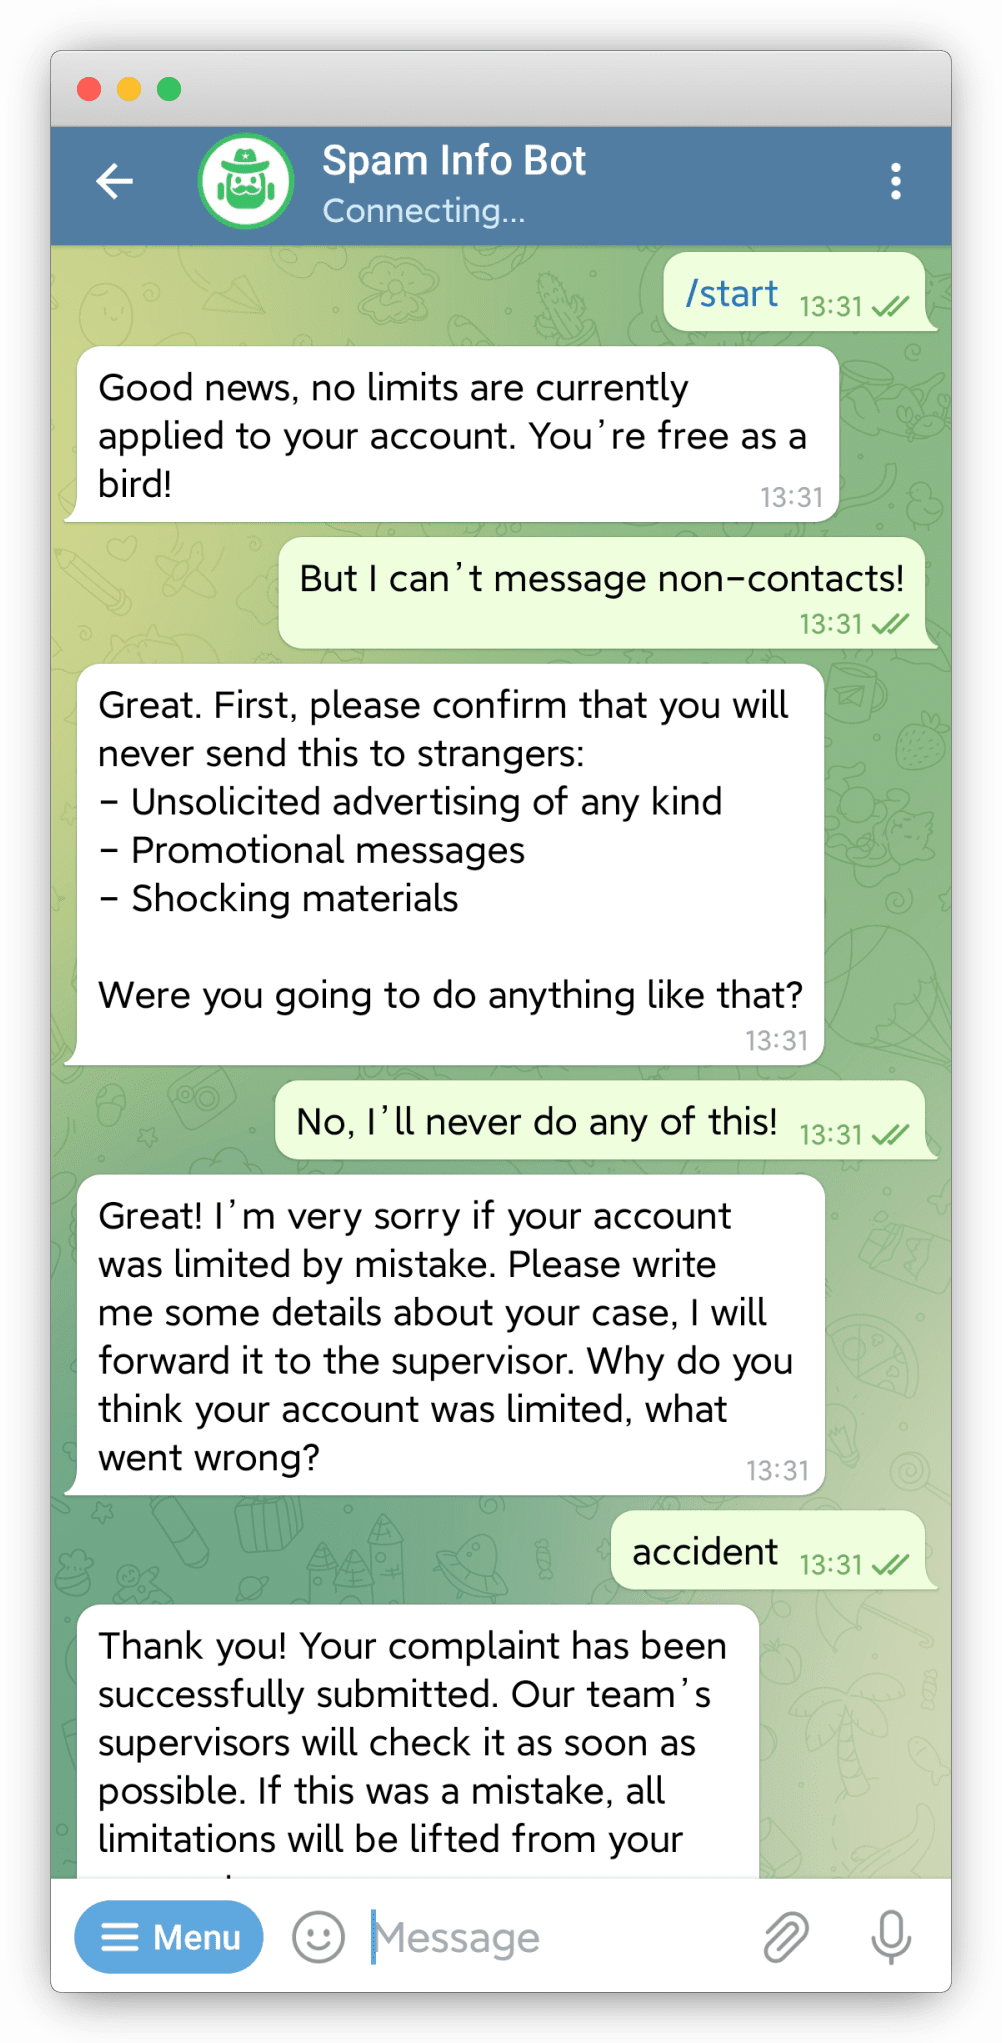 Spam Info Bot
Connecting...
/start 13:31
Good news, no limits are currently
applied to your account. You’re free as a
bird!
13:31
But I can’t message non-contacts!
13:31
Great. First, please confirm that you will
never send this to strangers:
- Unsolicited advertising of any kind
- Promotional messages
- Shocking materials
Were you going to do anything like that?
13:31
No, I’ll never do any of this! 13:31
Great! I’m very sorry if your account
was limited by mistake. Please write
me some details about your case, I will
forward it to the supervisor. Why do you
think your account was limited, what
went wrong?
13:31
accident 13:31
Thank you! Your complaint has been
successfully submitted. Our team’s
supervisors will check it as soon as
possible. If this was a mistake, all
limitations will be lifted from your
Menu
Message